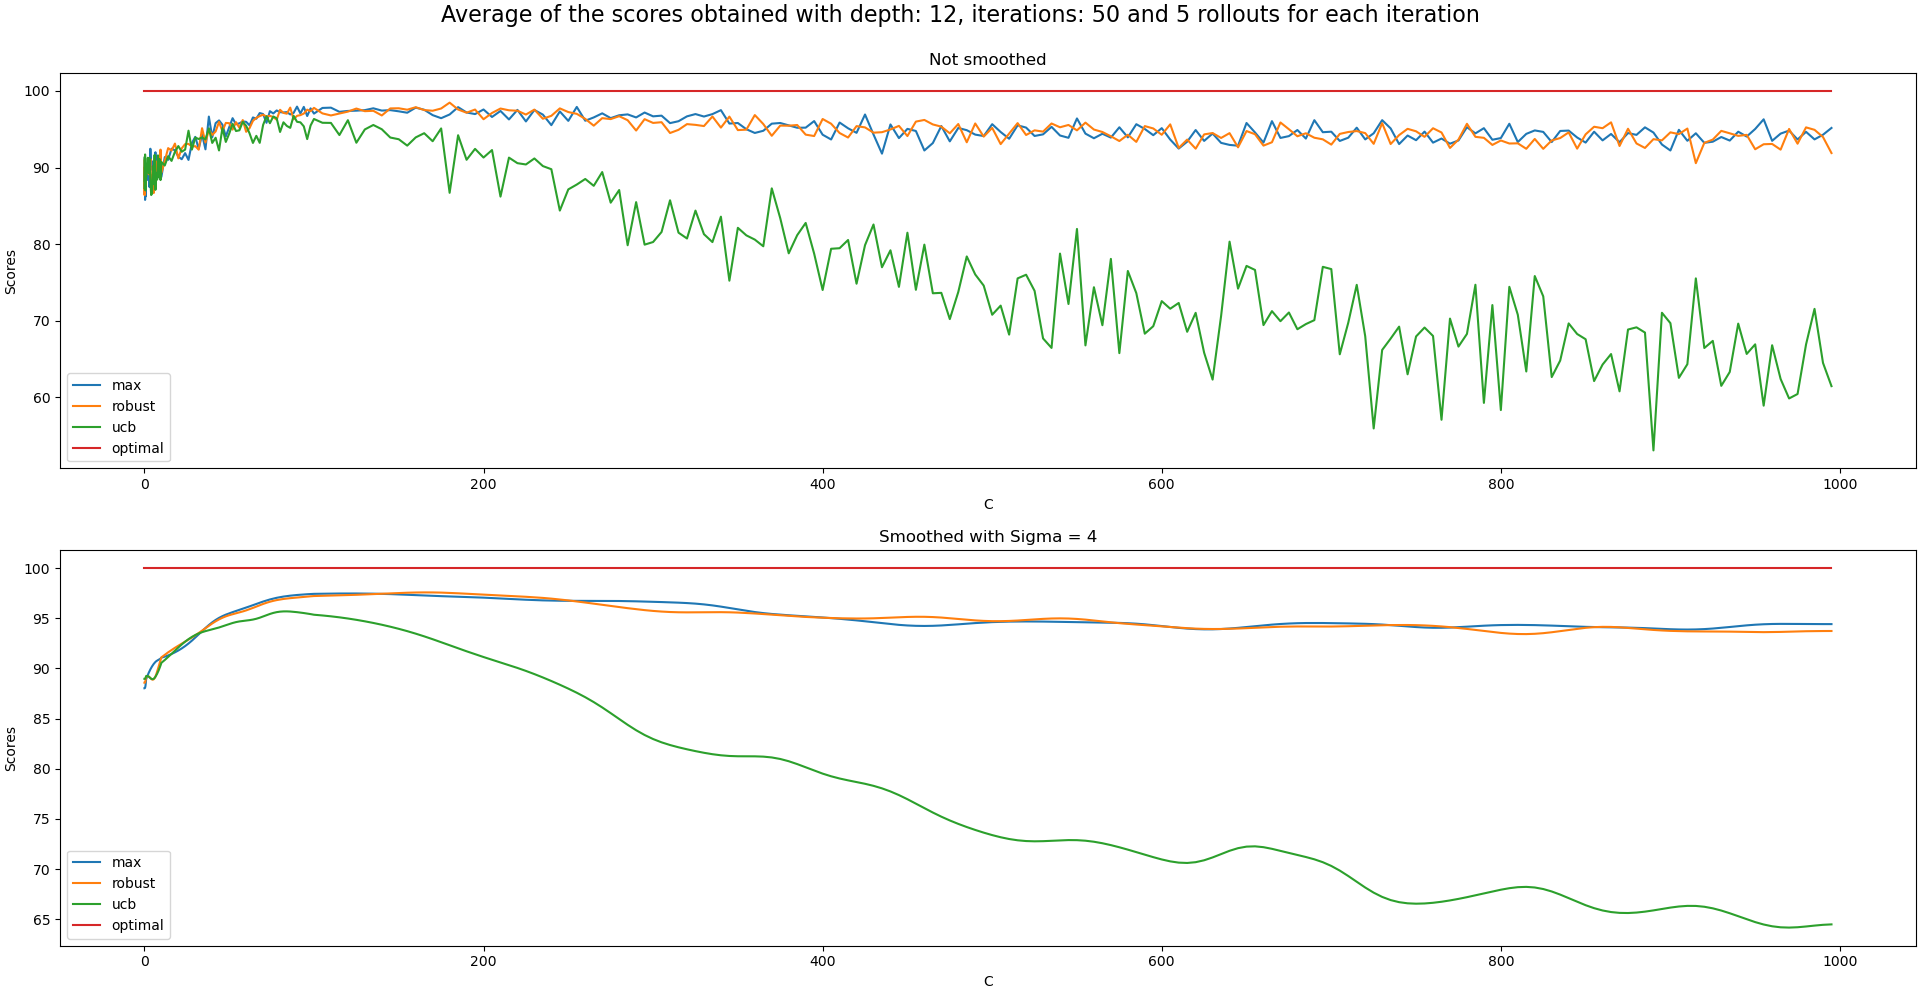 Average of the scores obtained with depth: 12, iterations: 50 and 5 rollouts for each iteration
Not smoothed
100
90
80
70
60
Scores
max
robust
ucb
optimal
0 200 400 600 800 1000
C
Smoothed with Sigma = 4
100
95
90
85
80
75
70
65
Scores
max
robust
ucb
optimal
0 200 400 600 800 1000
C